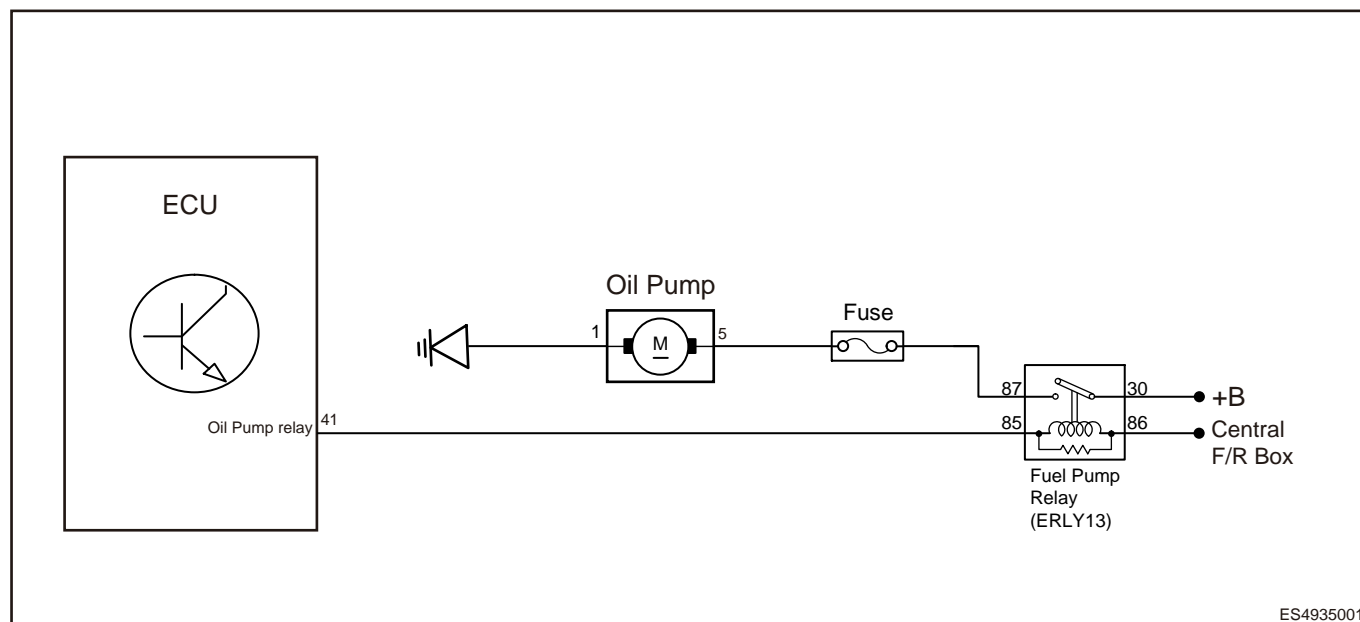 ECU
Oil Pump
Fuse
1
M
5
87
30
+B
Oil Pump relay
41
85
86
Central
F/R Box
Fuel Pump
Relay
(ERLY13)
ES4935001